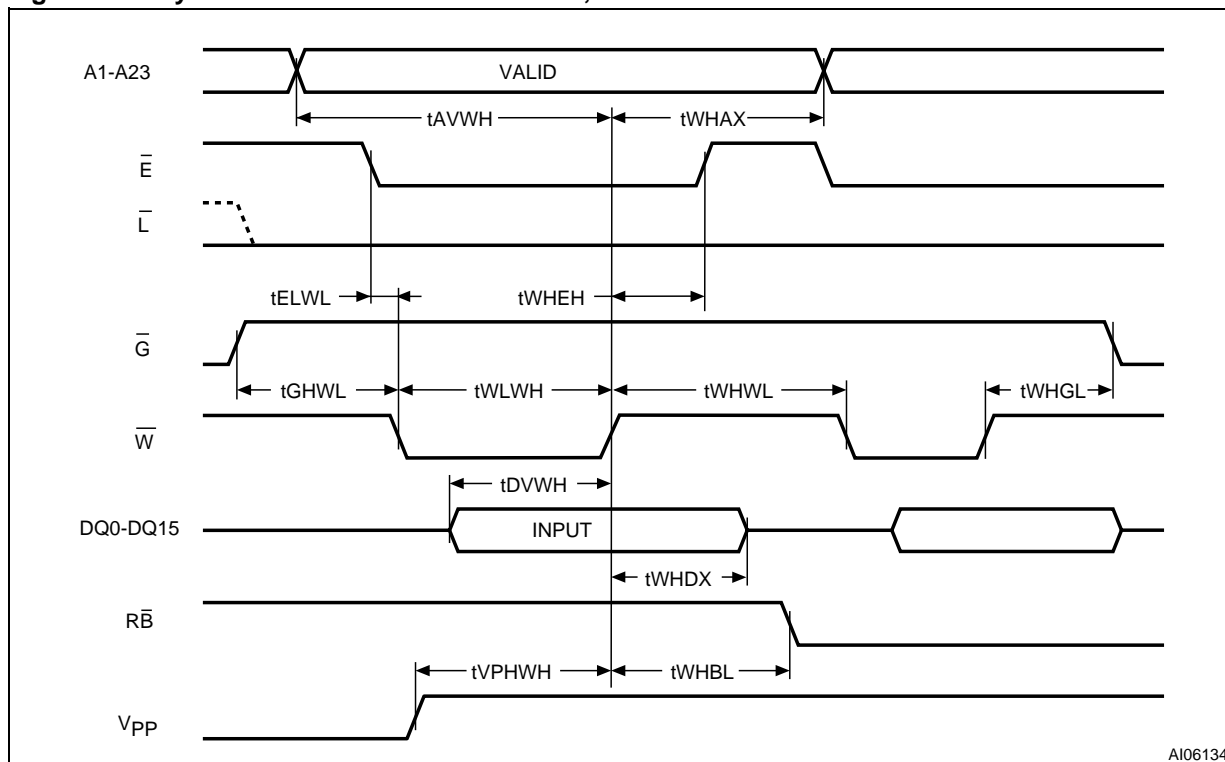 A1-A23
VALID
tAVWH
tWHAX
E̅
L̅
tELWL
tWHEH
G̅
tGHWL
tWLWH
tWHWL
tWHGL
W̅
tDVWH
DQ0-DQ15
INPUT
tWHDX
RB̅
tVPHWH
tWHBL
VPP
AI06134